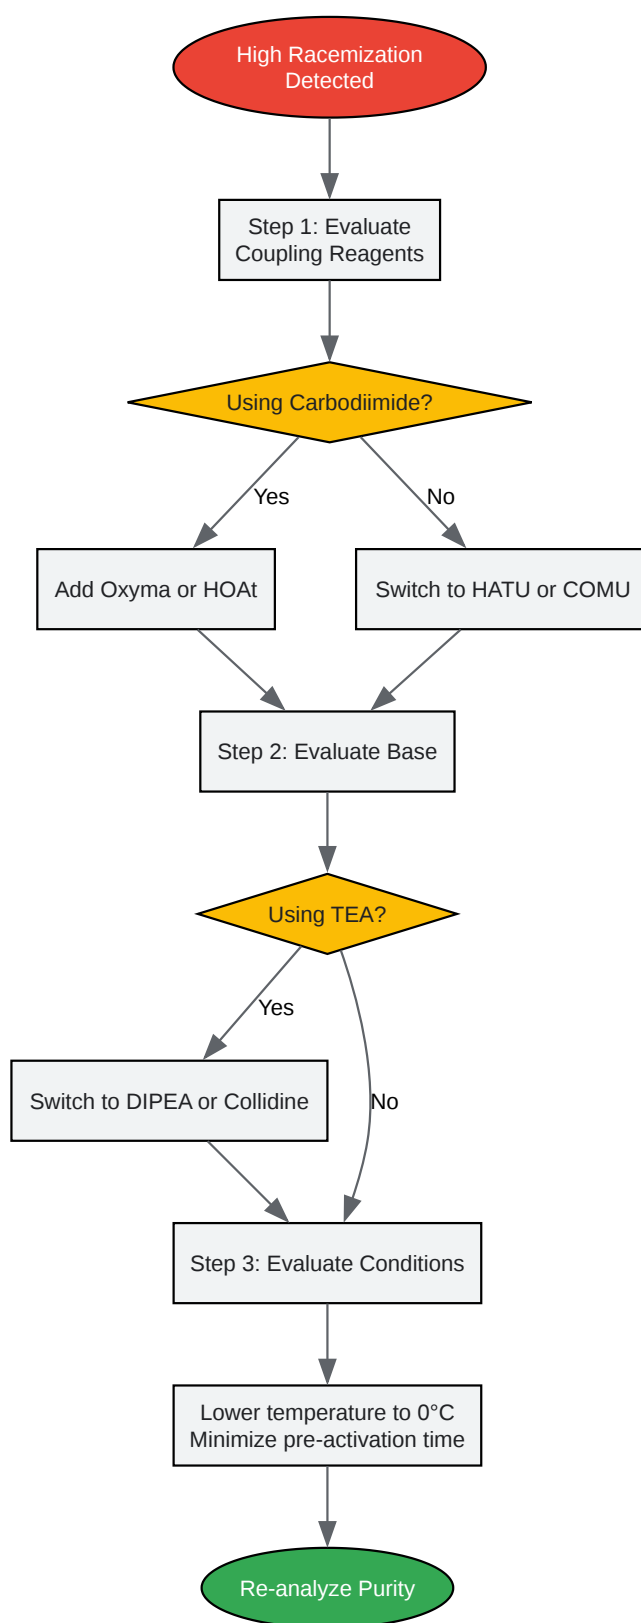 High Racemization
Detected
Step 1: Evaluate
Coupling Reagents
Using Carbodiimide?
Yes
No
Add Oxyma or HOAt
Switch to HATU or COMU
Step 2: Evaluate Base
Using TEA?
Yes
Switch to DIPEA or Collidine
No
Step 3: Evaluate Conditions
Lower temperature to 0°C
Minimize pre-activation time
Re-analyze Purity